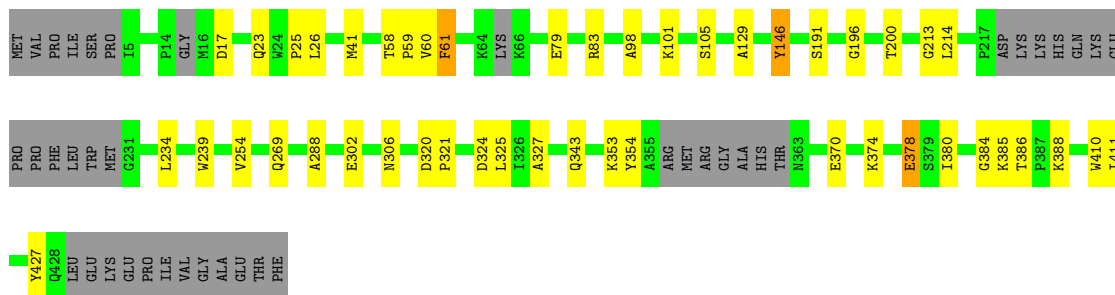 MET VAL PRO ILE SER PRO I5 P14 GLY M16 D17 Q23 W24 P25 L26 M41 T58 P59 V60 F61 K64 LYS K66 E79 R83 A98 K101 S105 A129 Y146 S191 G196 T200 G213 L214 P217 ASP LYS LYS HIS GLN LYS GLU
PRO PRO PHE LEU TRP MET G231 L234 W239 V254 Q269 A288 E302 N306 D320 P321 D324 L325 I326 A327 Q343 K353 Y354 A355 ARG MET ARG GLY ALA HIS THR N363 E370 K374 E378 S379 I380 G384 K385 T386 P387 K388 W410
Y427 Q428 LEU GLU LYS GLU PRO ILE VAL GLY ALA GLU THR PHE